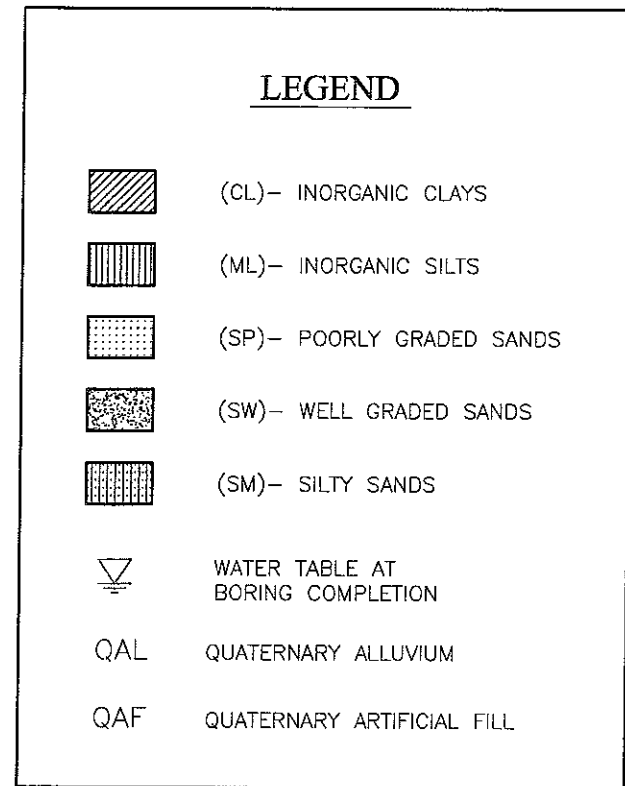 LEGEND
(CL)– INORGANIC CLAYS
(ML)– INORGANIC SILTS
(SP)– POORLY GRADED SANDS
(SW)– WELL GRADED SANDS
(SM)– SILTY SANDS
WATER TABLE AT
BORING COMPLETION
QAL QUATERNARY ALLUVIUM
QAF QUATERNARY ARTIFICIAL FILL